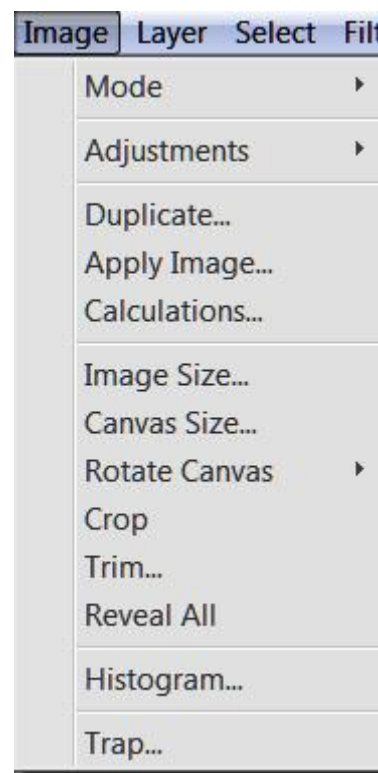 Image Layer Select Filt
Mode
Adjustments
Duplicate...
Apply Image...
Calculations...
Image Size...
Canvas Size...
Rotate Canvas
Crop
Trim...
Reveal All
Histogram...
Trap...